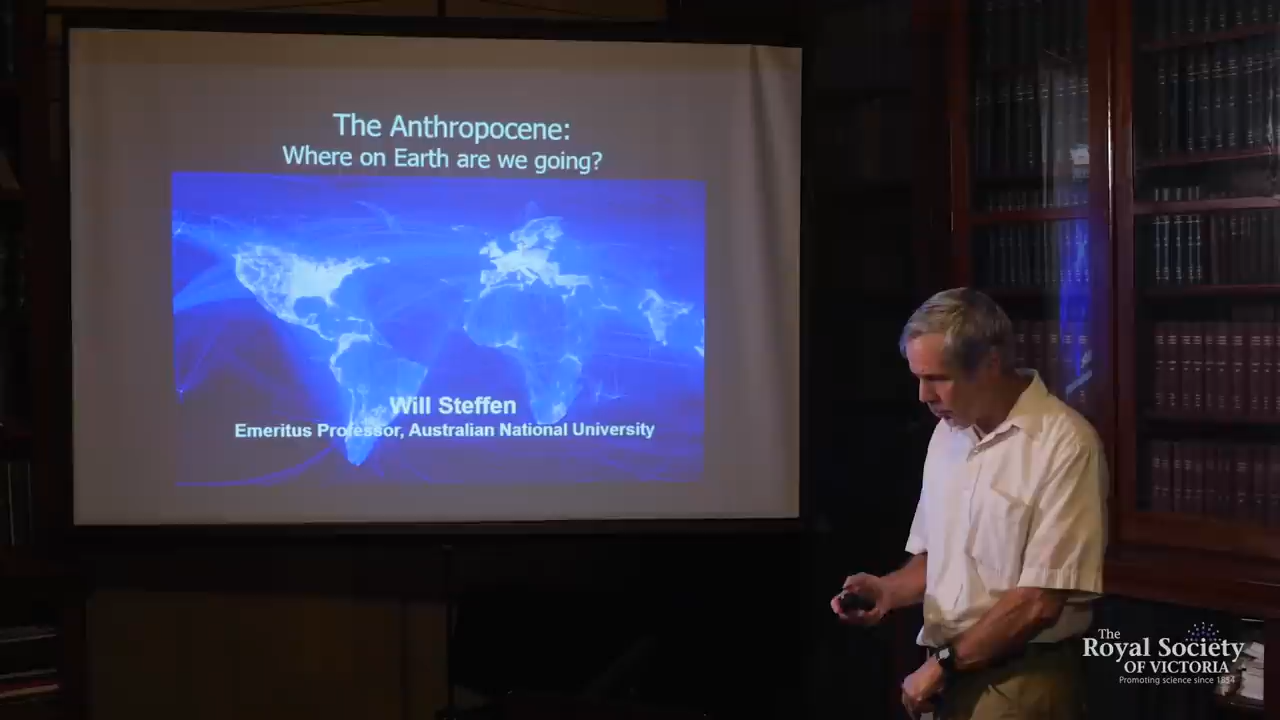 The Anthropocene:
Where on Earth are we going?
Will Steffen
Emeritus Professor, Australian National University
The
Royal Society
OF VICTORIA
Promoting science since 1854